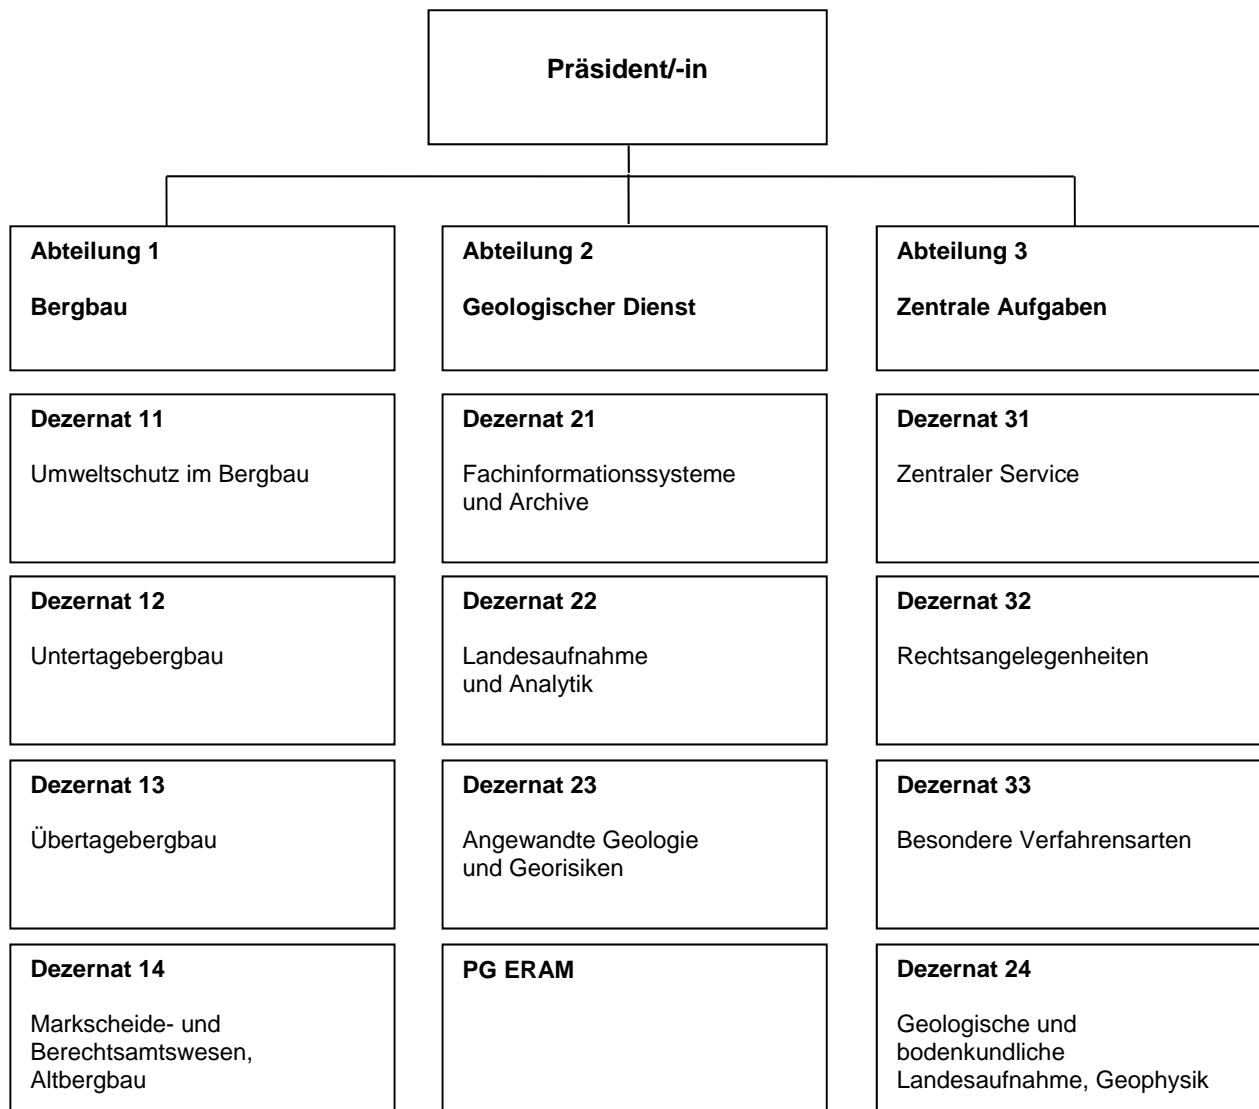 Präsident/-in
Abteilung 1
Bergbau
Abteilung 2
Geologischer Dienst
Abteilung 3
Zentrale Aufgaben
Dezernat 11
Umweltschutz im Bergbau
Dezernat 21
Fachinformationssysteme
und Archive
Dezernat 31
Zentraler Service
Dezernat 12
Untertagebergbau
Dezernat 22
Landesaufnahme
und Analytik
Dezernat 32
Rechtsangelegenheiten
Dezernat 13
Übertagebergbau
Dezernat 23
Angewandte Geologie
und Georisiken
Dezernat 33
Besondere Verfahrensarten
Dezernat 14
Markscheide- und
Berechtsamtswesen,
Altbergbau
PG ERAM
Dezernat 24
Geologische und
bodenkundliche
Landesaufnahme, Geophysik